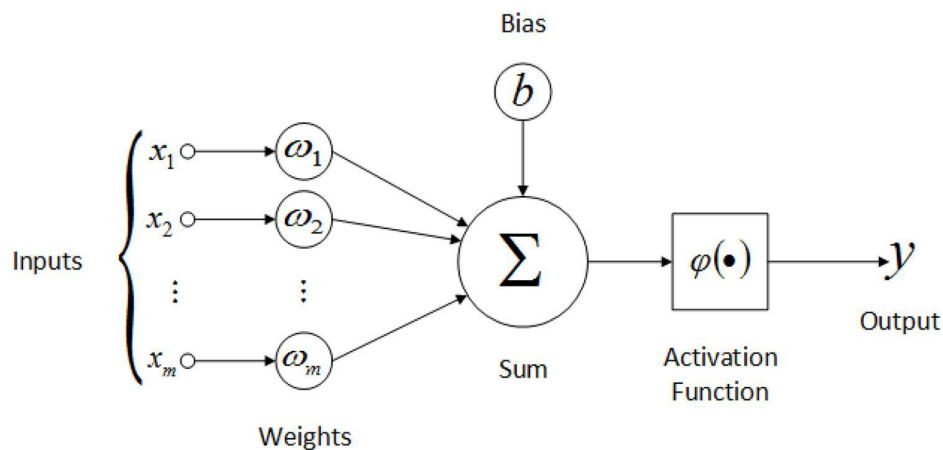 Bias
b
x₁ ω₁
x₂ ω₂
Inputs
⋮ ⋮
Σ
φ(•)
y
xₘ ωₘ
Output
Sum
Activation
Function
Weights